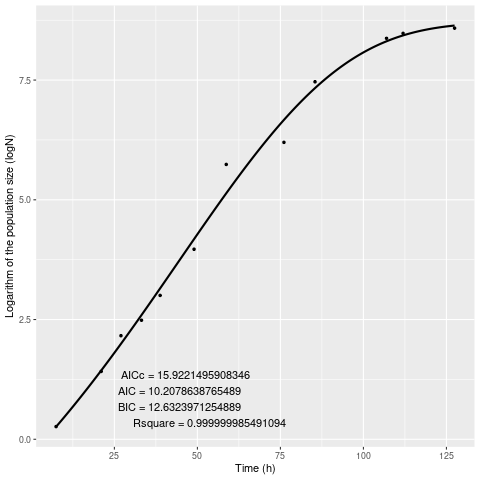 Logarithm of the population size (logN)
7.5
5.0
2.5
0.0
AICc = 15.9221495908346
AIC = 10.2078638765489
BIC = 12.6323971254889
Rsquare = 0.999999985491094
25
50
75
100
125
Time (h)